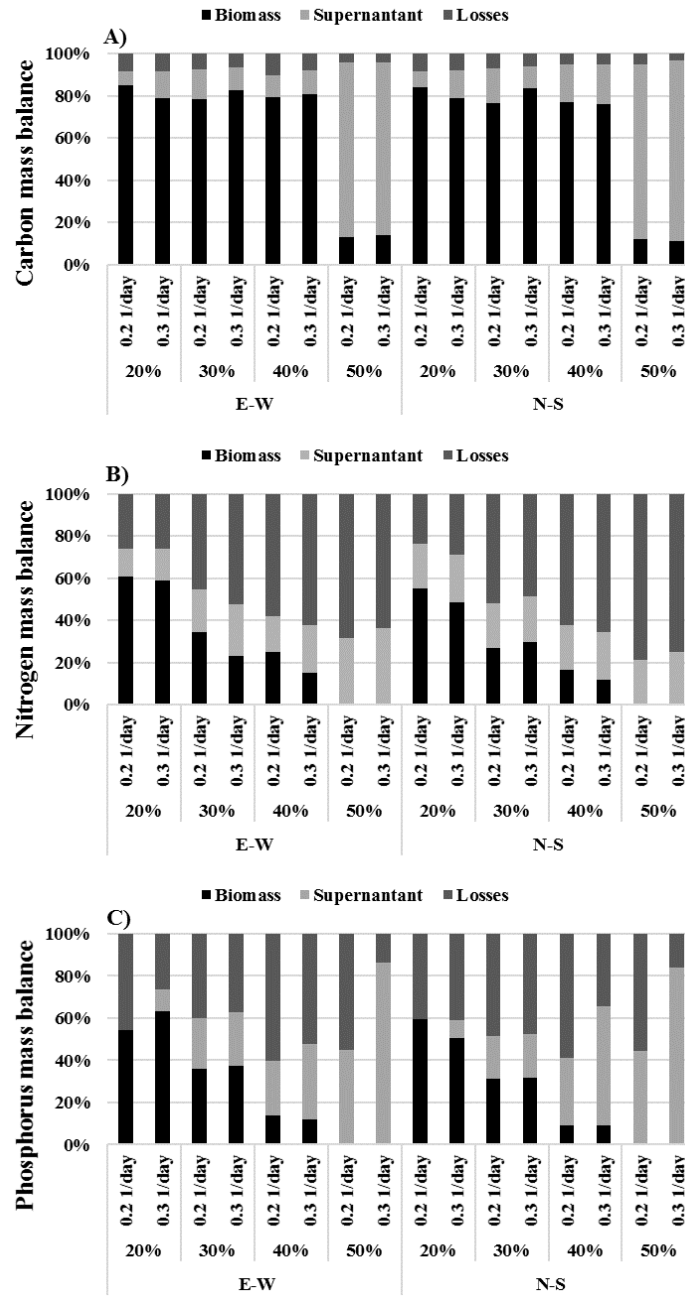 A)
■ Biomass ■ Supernantant ■ Losses
Carbon mass balance
100%
80%
60%
40%
20%
0%
0.2 1/day 0.3 1/day 0.2 1/day 0.3 1/day 0.2 1/day 0.3 1/day 0.2 1/day 0.3 1/day 0.2 1/day 0.3 1/day 0.2 1/day 0.3 1/day 0.2 1/day 0.3 1/day 0.2 1/day 0.3 1/day
20% 30% 40% 50% 20% 30% 40% 50%
E-W N-S
■ Biomass ■ Supernantant ■ Losses
B)
Nitrogen mass balance
100%
80%
60%
40%
20%
0%
0.2 1/day 0.3 1/day 0.2 1/day 0.3 1/day 0.2 1/day 0.3 1/day 0.2 1/day 0.3 1/day 0.2 1/day 0.3 1/day 0.2 1/day 0.3 1/day 0.2 1/day 0.3 1/day 0.2 1/day 0.3 1/day
20% 30% 40% 50% 20% 30% 40% 50%
E-W N-S
■ Biomass ■ Supernantant ■ Losses
C)
Phosphorus mass balance
100%
80%
60%
40%
20%
0%
0.2 1/day 0.3 1/day 0.2 1/day 0.3 1/day 0.2 1/day 0.3 1/day 0.2 1/day 0.3 1/day 0.2 1/day 0.3 1/day 0.2 1/day 0.3 1/day 0.2 1/day 0.3 1/day 0.2 1/day 0.3 1/day
20% 30% 40% 50% 20% 30% 40% 50%
E-W N-S